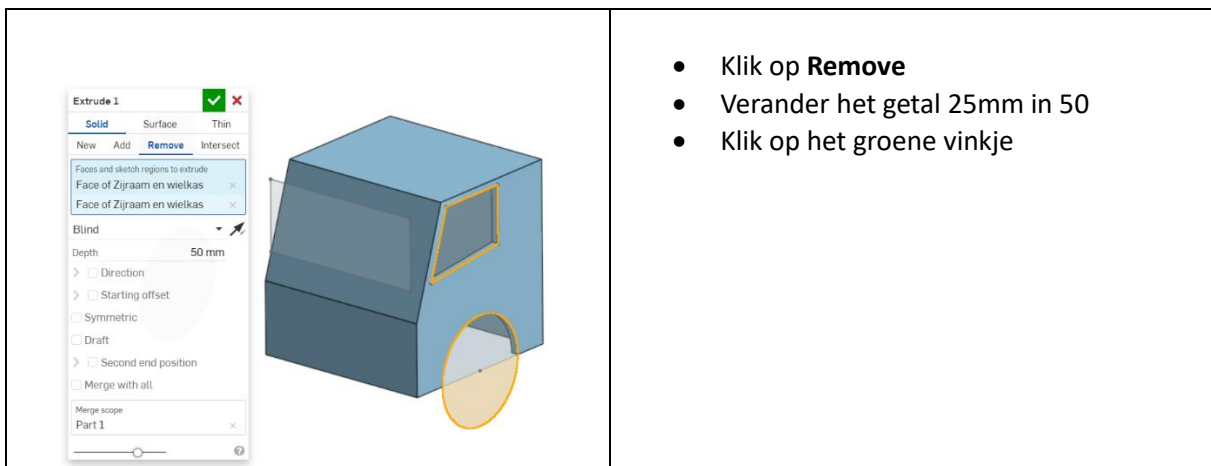 Extrude 1
Solid Surface Thin
New Add Remove Intersect
Faces and sketch regions to extrude
Face of Zijraam en wielkas
Face of Zijraam en wielkas
Blind
Depth 50 mm
Direction
Starting offset
Symmetric
Draft
Second end position
Merge with all
Merge scope
Part 1
• Klik op Remove
• Verander het getal 25mm in 50
• Klik op het groene vinkje